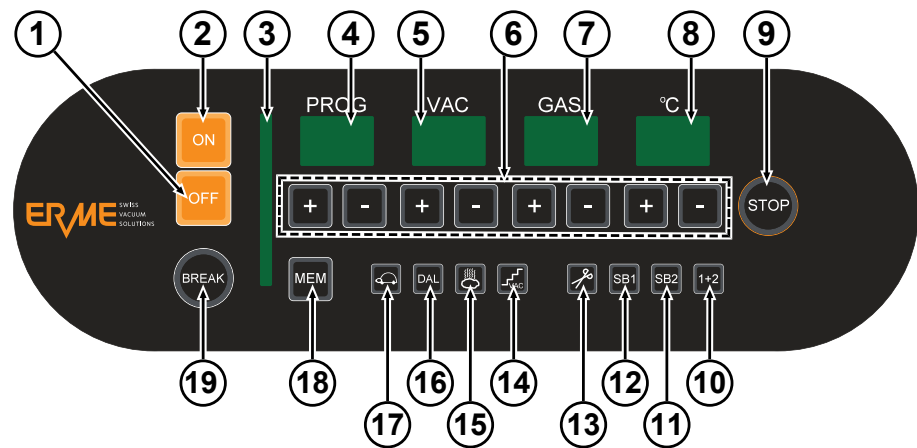 1 2 3 4 5 6 7 8 9
PROG VAC GAS °C
ON
OFF
ERME SWISS
VACUUM
SOLUTIONS
+ - + - + - + -
STOP
BREAK
MEM
DAL
VAC
SB1
SB2
1+2
19 18 16 15 14 12 10
17 13 11